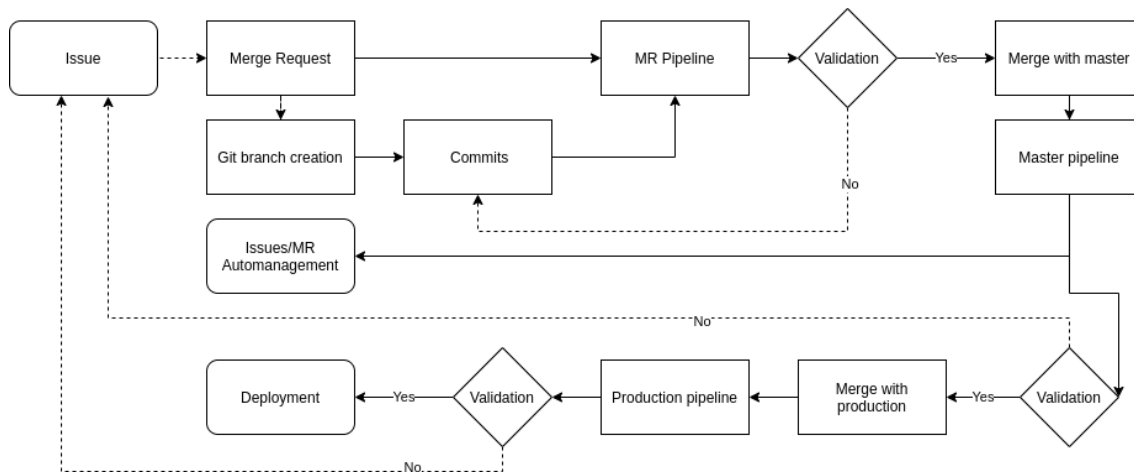 Issue
Merge Request
MR Pipeline
Validation
Yes
Merge with master
Git branch creation
Commits
Master pipeline
No
Issues/MR
Automanagement
No
Deployment
Yes
Validation
Production pipeline
Merge with
production
Yes
Validation
No